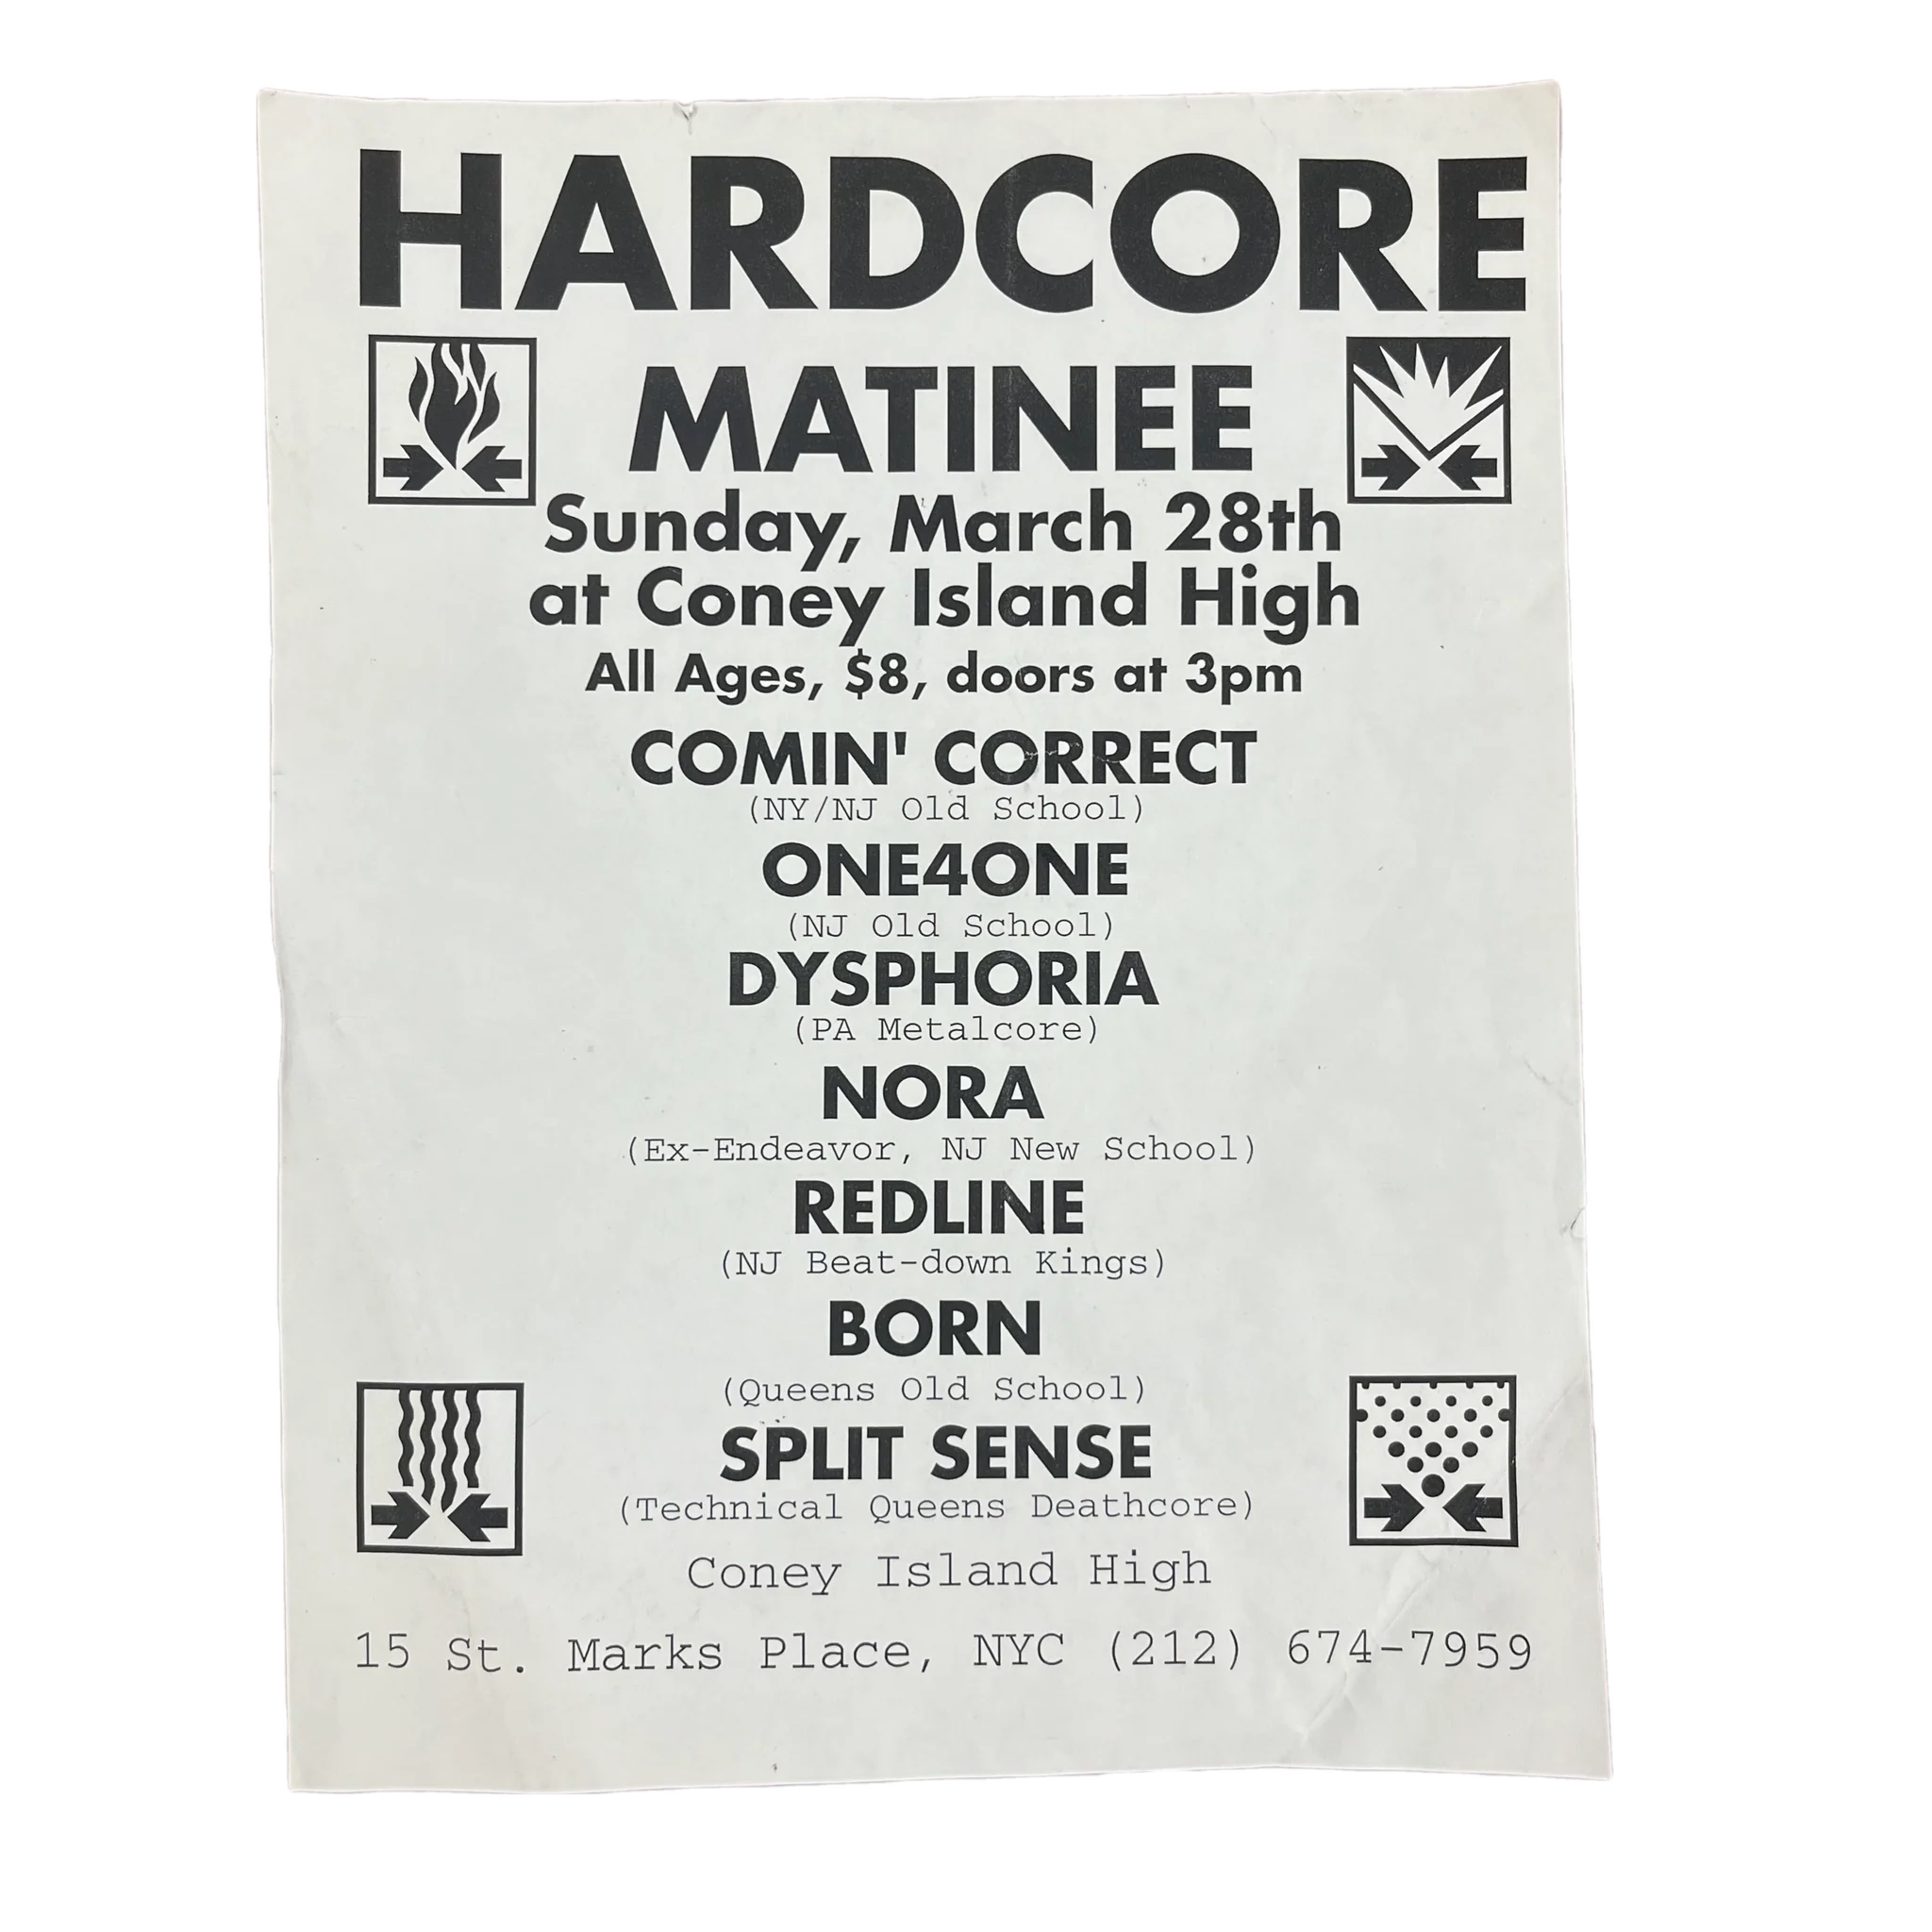 HARDCORE
MATINEE
Sunday, March 28th
at Coney Island High
All Ages, $8, doors at 3pm
COMIN' CORRECT
(NY/NJ Old School)
ONE4ONE
(NJ Old School)
DYSPHORIA
(PA Metalcore)
NORA
(Ex-Endeavor, NJ New School)
REDLINE
(NJ Beat-down Kings)
BORN
(Queens Old School)
SPLIT SENSE
(Technical Queens Deathcore)
Coney Island High
15 St. Marks Place, NYC (212) 674-7959